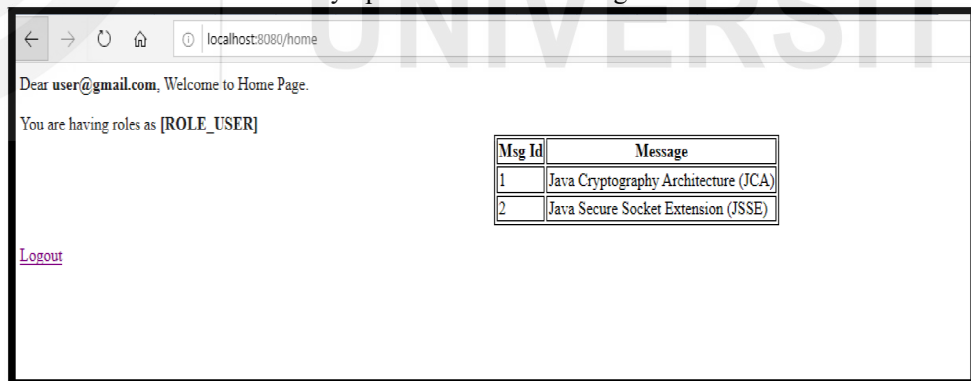 UNIVERSIT
localhost:8080/home
Dear user@gmail.com, Welcome to Home Page.
You are having roles as [ROLE_USER]
Msg Id Message
1 Java Cryptography Architecture (JCA)
2 Java Secure Socket Extension (JSSE)
Logout